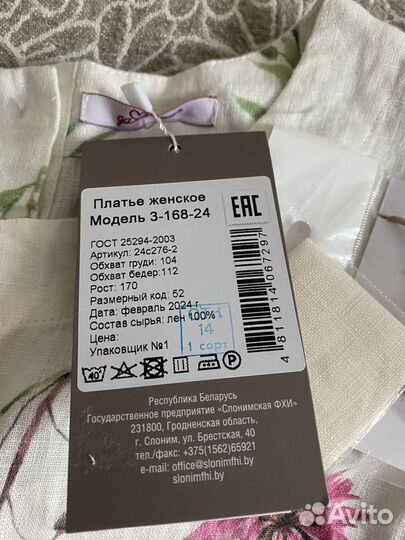 Платье женское
Модель 3-168-24
ГОСТ 25294-2003
Артикул: 24с276-2
Обхват груди: 104
Обхват бедер:112
Рост: 170
Размерный код: 52
Дата: февраль 2024 г.
Состав сырья: лен 100%
Цена:
Упаковщик №1
14
1 сорт
EAC
4811814067297
40
P
Республика Беларусь
Государственное предприятие «Слонимская ФХИ»
231800, Гродненская область,
г. Слоним, ул. Брестская, 40
тел./факс: +375(1562)65921
e-mail: office@slonimfhi.by
slonimfhi.by
Avito